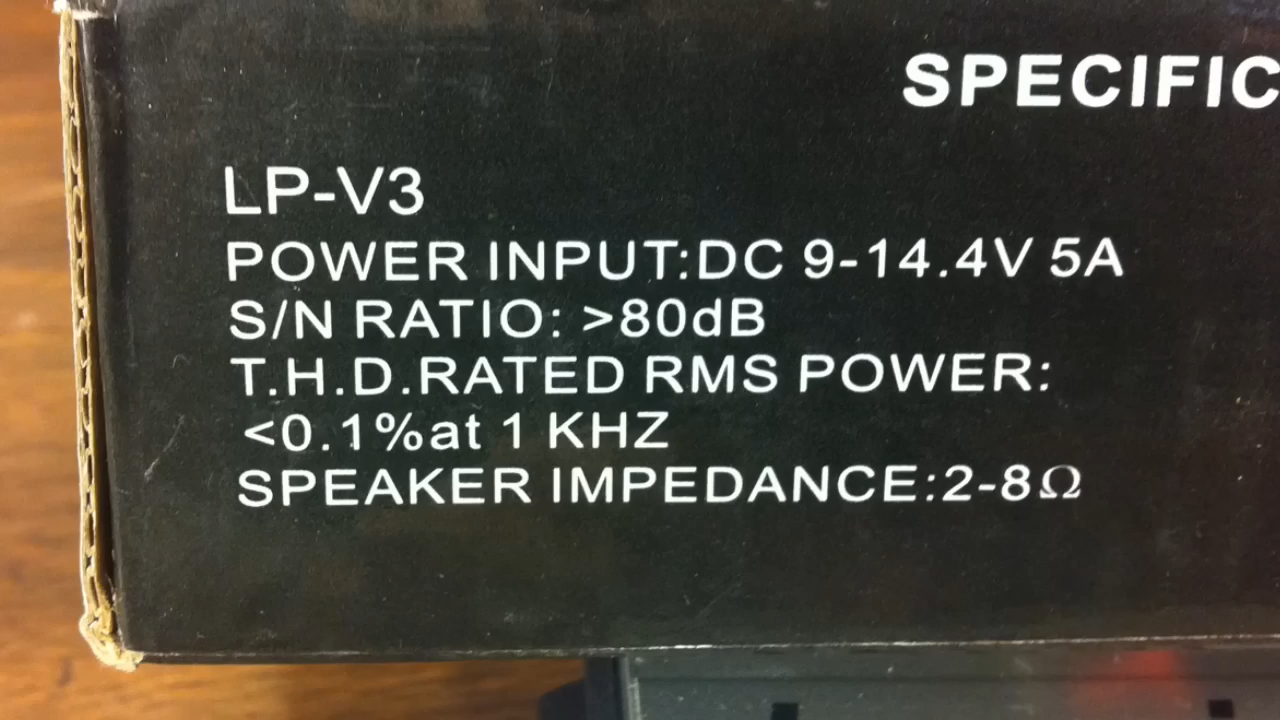 SPECIFIC
LP-V3
POWER INPUT:DC 9-14.4V 5A
S/N RATIO: >80dB
T.H.D.RATED RMS POWER:
<0.1%at 1 KHZ
SPEAKER IMPEDANCE:2-8Ω